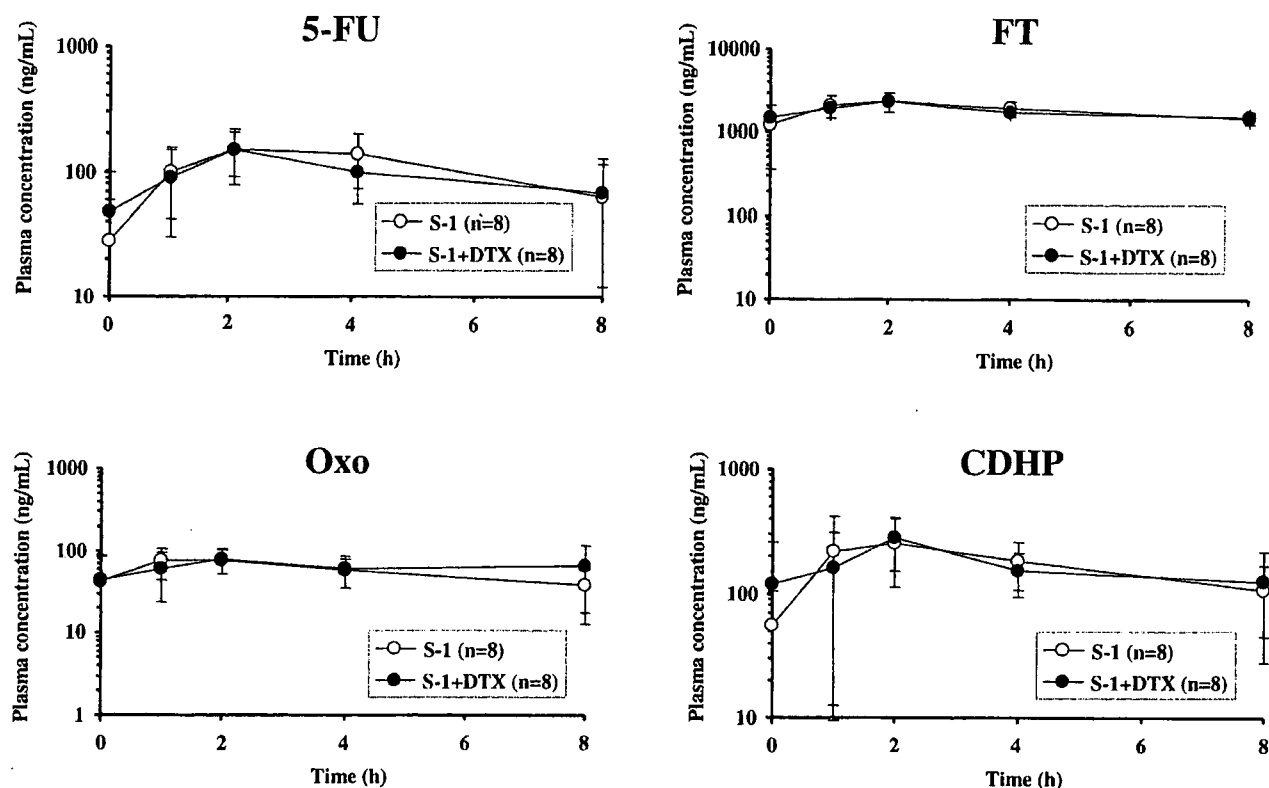 5-FU
Plasma concentration (ng/mL)
1000
100
10
0 2 4 6 8
Time (h)
S-1 (n=8)
S-1+DTX (n=8)
FT
Plasma concentration (ng/mL)
10000
1000
100
10
0 2 4 6 8
Time (h)
S-1 (n=8)
S-1+DTX (n=8)
Oxo
Plasma concentration (ng/mL)
1000
100
10
1
0 2 4 6 8
Time (h)
S-1 (n=8)
S-1+DTX (n=8)
CDHP
Plasma concentration (ng/mL)
1000
100
10
0 2 4 6 8
Time (h)
S-1 (n=8)
S-1+DTX (n=8)